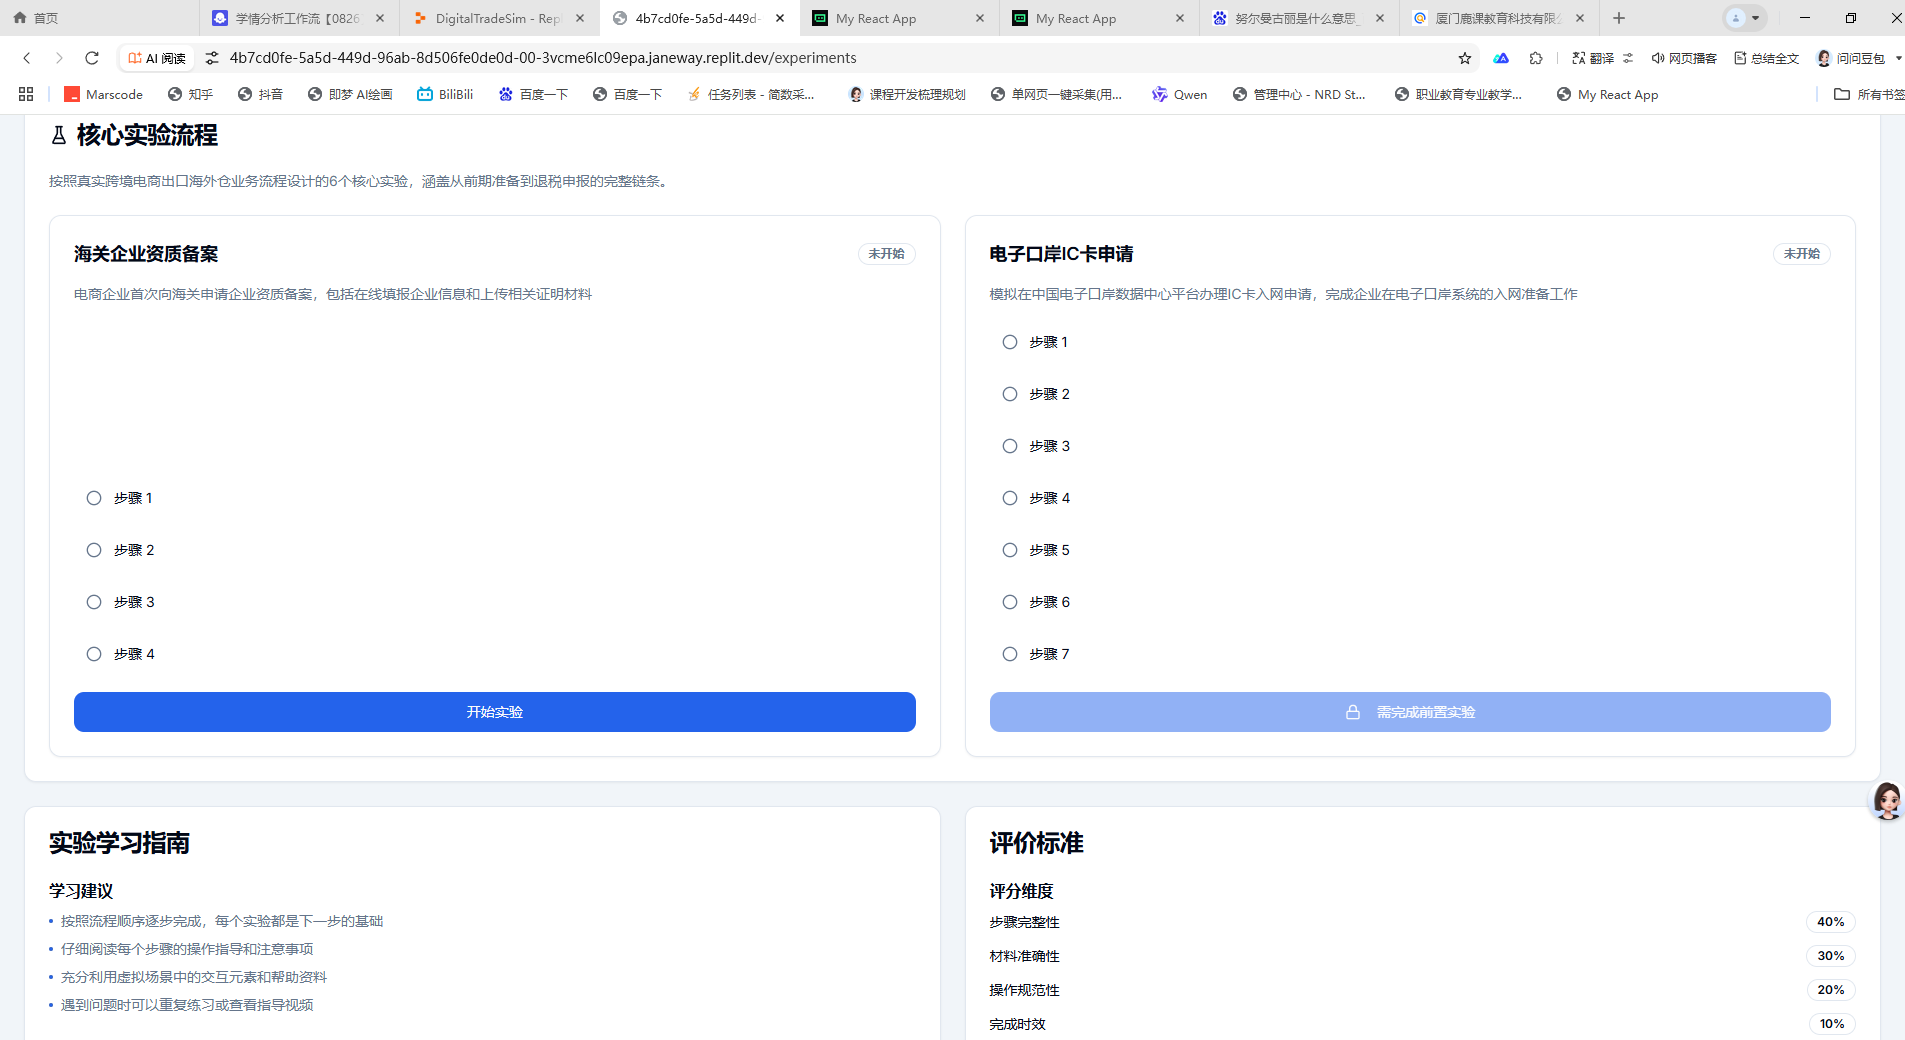 首页
学情分析工作流【0826
DigitalTradeSim - Repl
4b7cd0fe-5a5d-449d-
My React App
My React App
努尔曼古丽是什么意思_
厦门鹿课教育科技有限公
AI 阅读
4b7cd0fe-5a5d-449d-96ab-8d506fe0de0d-00-3vcme6lc09epa.janeway.replit.dev/experiments
翻译
网页播客
总结全文
问问豆包
Marscode
知乎
抖音
即梦 AI绘画
BiliBili
百度一下
百度一下
任务列表 - 简数采...
课程开发梳理规划
单网页一键采集(用...
Qwen
管理中心 - NRD St...
职业教育专业教学...
My React App
所有书签
核心实验流程
按照真实跨境电商出口海外仓业务流程设计的6个核心实验，涵盖从前期准备到退税申报的完整链条。
海关企业资质备案
未开始
电商企业首次向海关申请企业资质备案，包括在线填报企业信息和上传相关证明材料
步骤 1
步骤 2
步骤 3
步骤 4
开始实验
电子口岸IC卡申请
未开始
模拟在中国电子口岸数据中心平台办理IC卡入网申请，完成企业在电子口岸系统的入网准备工作
步骤 1
步骤 2
步骤 3
步骤 4
步骤 5
步骤 6
步骤 7
需完成前置实验
实验学习指南
学习建议
• 按照流程顺序逐步完成，每个实验都是下一步的基础
• 仔细阅读每个步骤的操作指导和注意事项
• 充分利用虚拟场景中的交互元素和帮助资料
• 遇到问题时可以重复练习或查看指导视频
评价标准
评分维度
步骤完整性 40%
材料准确性 30%
操作规范性 20%
完成时效 10%